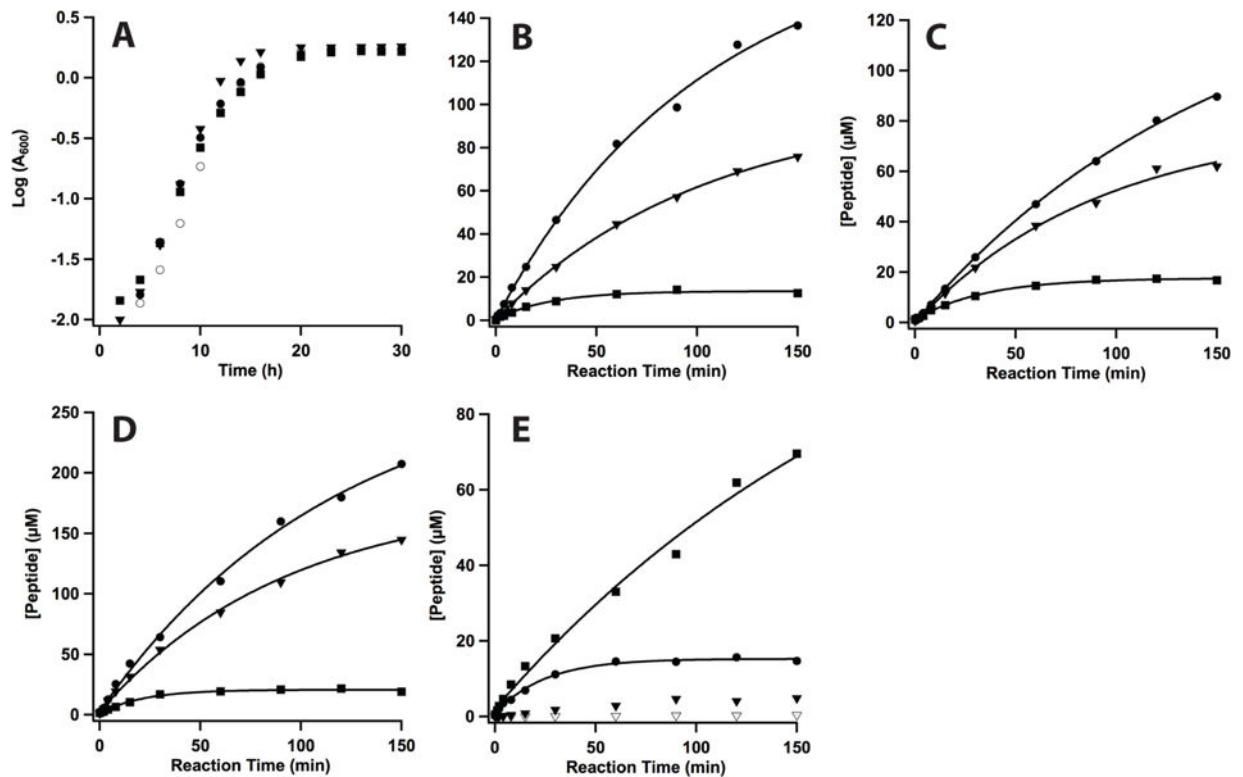 A
0.5
0.0
-0.5
-1.0
-1.5
-2.0
Log (A600)
0 10 20 30
Time (h)
B
140
120
100
80
60
40
20
0
0 50 100 150
Reaction Time (min)
C
120
100
80
60
40
20
0
[Peptide] (µM)
0 50 100 150
Reaction Time (min)
D
250
200
150
100
50
0
[Peptide] (µM)
0 50 100 150
Reaction Time (min)
E
80
60
40
20
0
[Peptide] (µM)
0 50 100 150
Reaction Time (min)